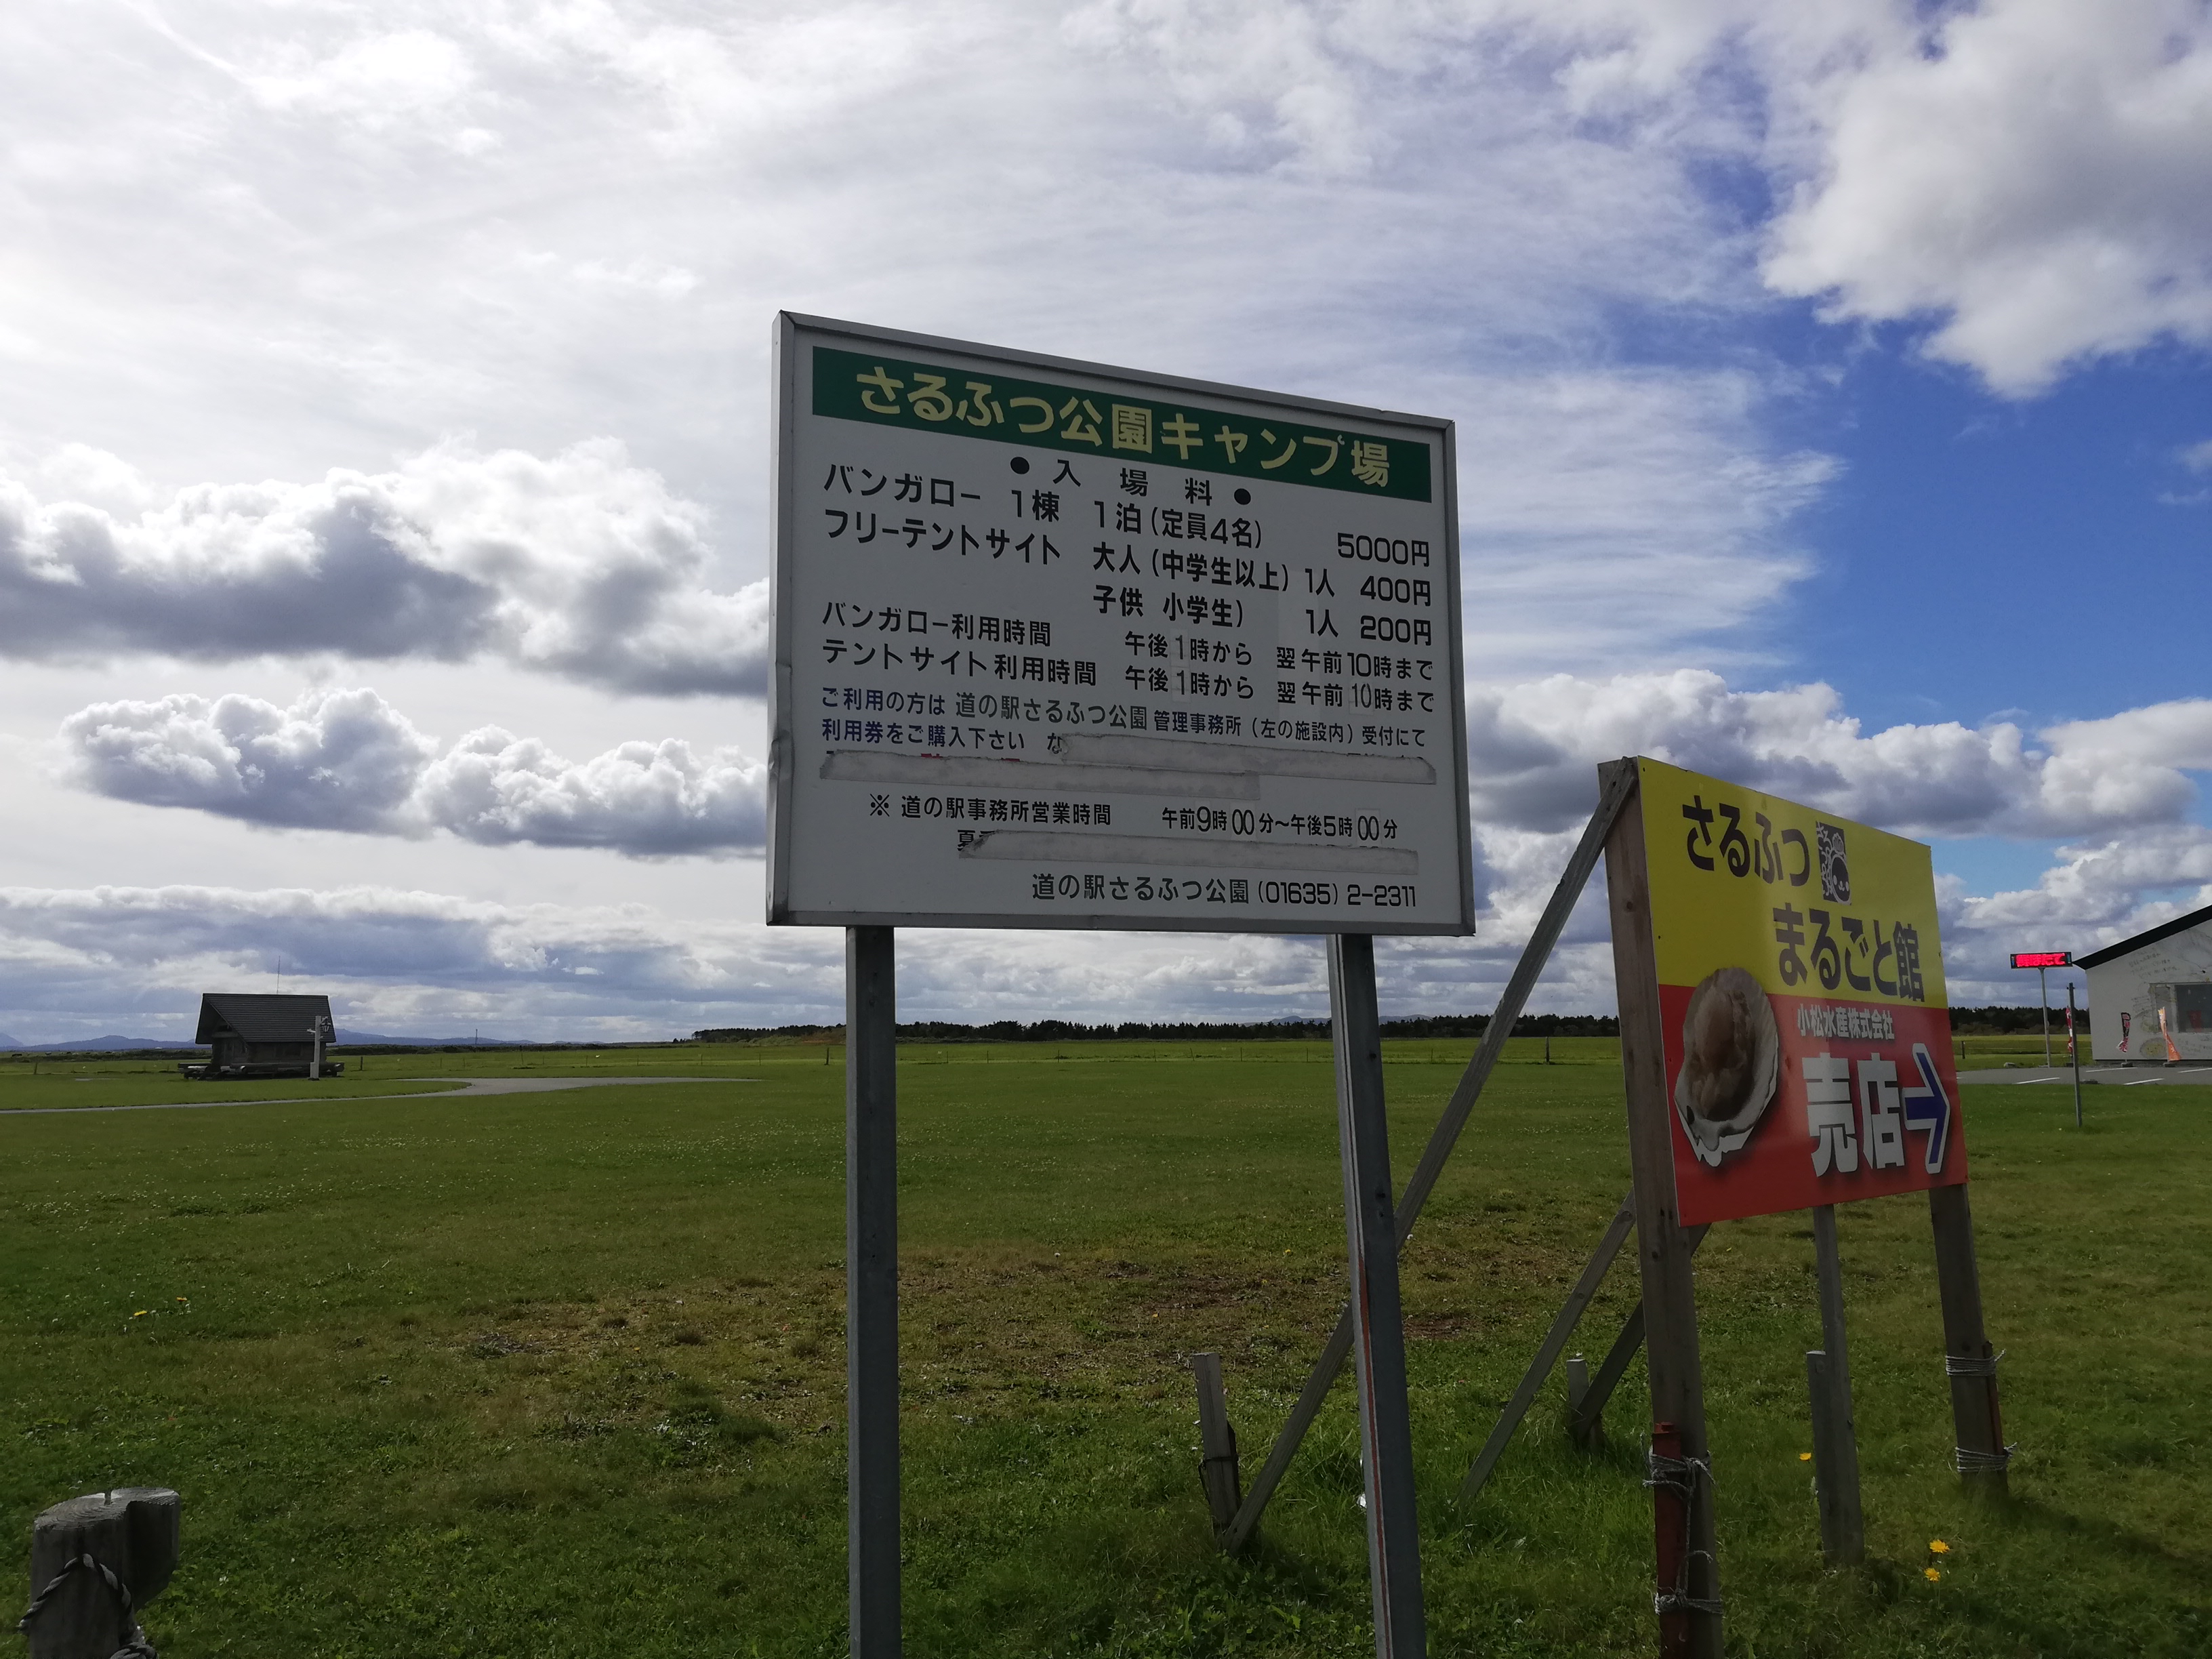 さるふつ公園キャンプ場
●入場料●
バンガロー 1棟 1泊(定員4名) 5000円
フリーテントサイト 大人(中学生以上) 1人 400円
子供 小学生) 1人 200円
バンガロー利用時間 午後1時から 翌午前10時まで
テントサイト利用時間 午後1時から 翌午前10時まで
ご利用の方は 道の駅さるふつ公園 管理事務所(左の施設内)受付にて
利用券をご購入下さい な
※ 道の駅事務所営業時間 午前9時00分～午後5時00分
道の駅さるふつ公園(01635)2-2311
さるふつ
まるごと館
小松水産株式会社
売店